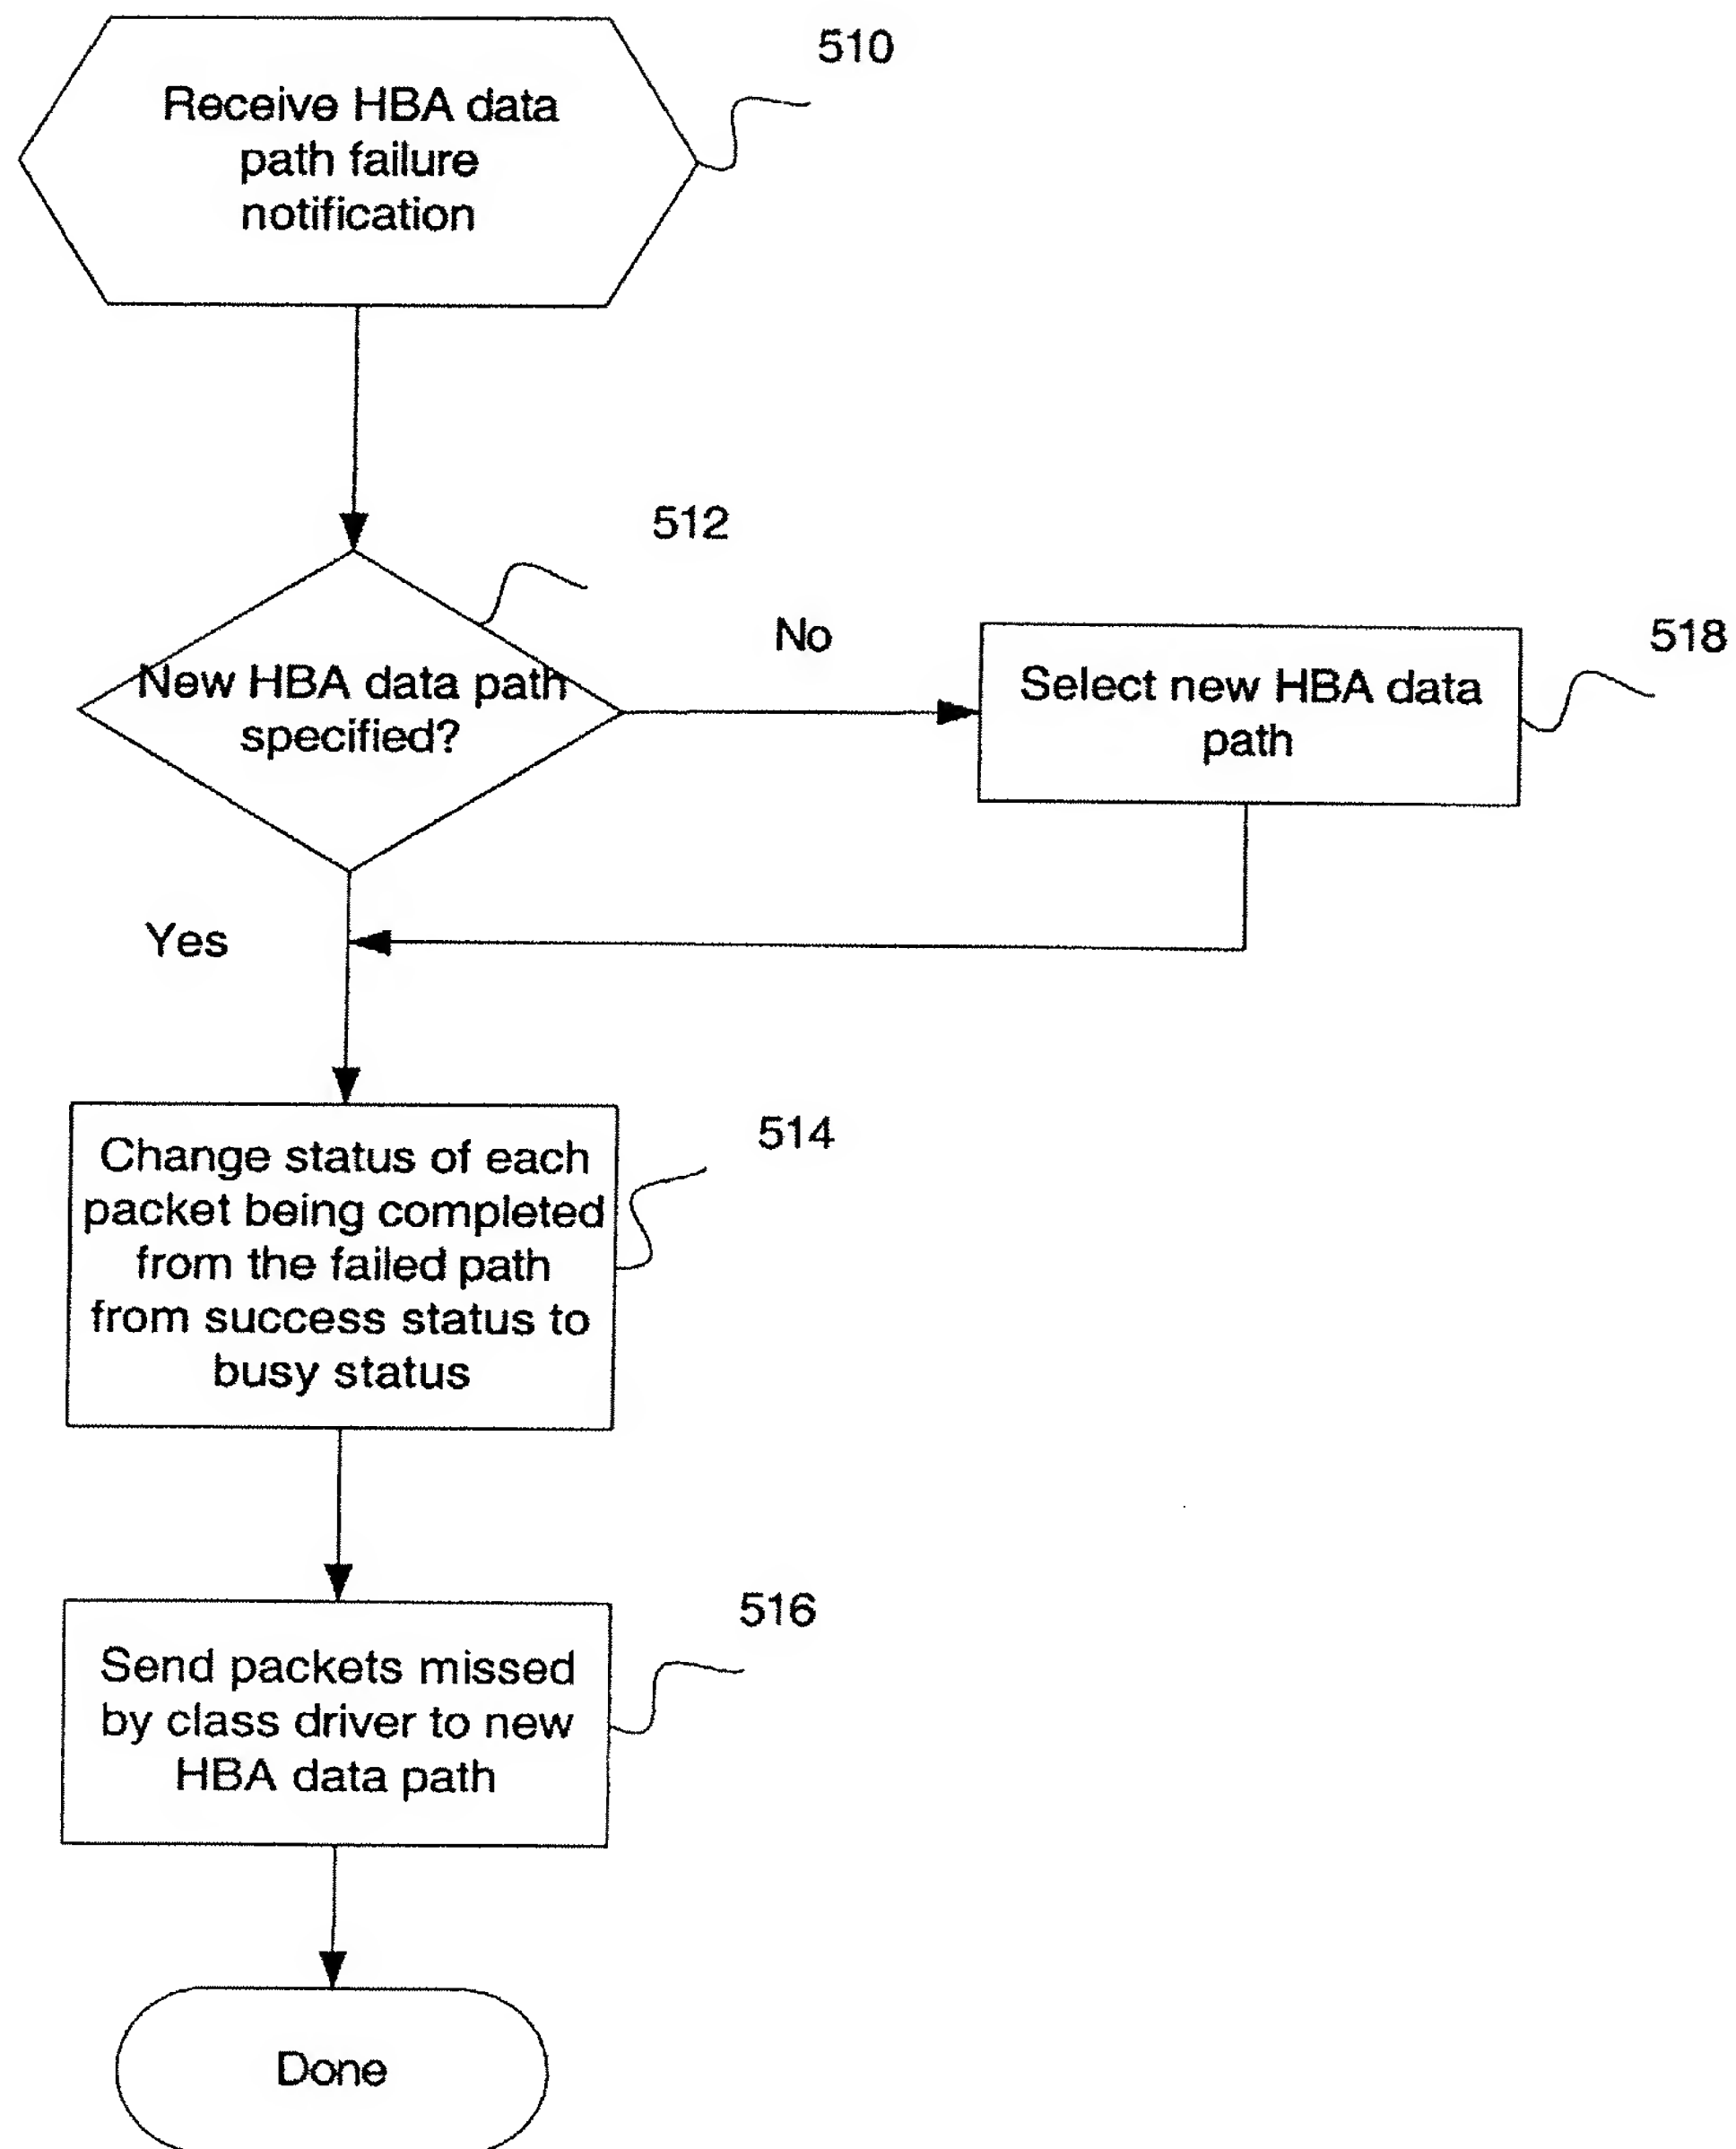 510
Receive HBA data
path failure
notification
512
New HBA data path
specified?
No
518
Select new HBA data
path
Yes
514
Change status of each
packet being completed
from the failed path
from success status to
busy status
516
Send packets missed
by class driver to new
HBA data path
Done